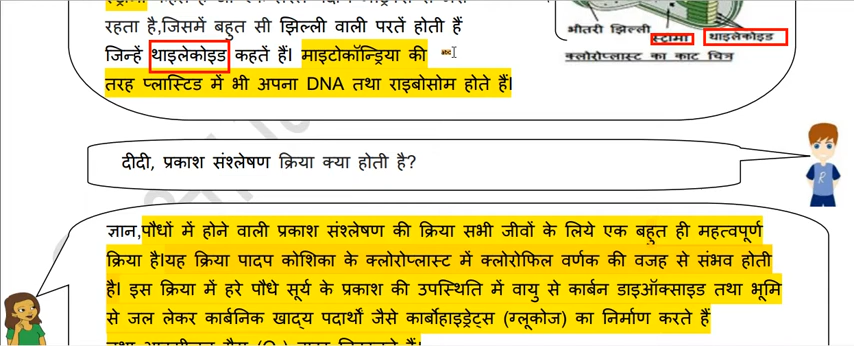 रहता है,जिसमें बहुत सी झिल्ली वाली परतें होती हैं
जिन्हें थाइलेकोइड कहतें हैं। माइटोकॉन्ड्रिया की
तरह प्लास्टिड में भी अपना DNA तथा राइबोसोम होते हैं।
भीतरी झिल्ली स्ट्रोमा थाइलेकोइड
क्लोरोप्लास्ट का काट चित्र
दीदी, प्रकाश संश्लेषण क्रिया क्या होती है?
ज्ञान,पौधों में होने वाली प्रकाश संश्लेषण की क्रिया सभी जीवों के लिये एक बहुत ही महत्वपूर्ण
क्रिया है।यह क्रिया पादप कोशिका के क्लोरोप्लास्ट में क्लोरोफिल वर्णक की वजह से संभव होती
है। इस क्रिया में हरे पौधे सूर्य के प्रकाश की उपस्थिति में वायु से कार्बन डाइऑक्साइड तथा भूमि
से जल लेकर कार्बनिक खाद्य पदार्थों जैसे कार्बोहाइड्रेट्स (ग्लूकोज) का निर्माण करते हैं